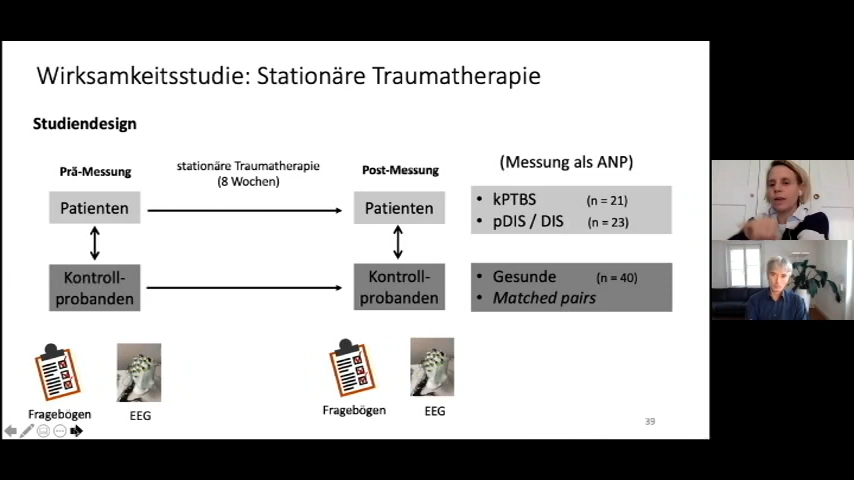 Wirksamkeitsstudie: Stationäre Traumatherapie
Studiendesign
Prä-Messung
stationäre Traumatherapie
(8 Wochen)
Post-Messung
(Messung als ANP)
Patienten
Patienten
• kPTBS (n = 21)
• pDIS / DIS (n = 23)
Kontroll-
probanden
Kontroll-
probanden
• Gesunde (n = 40)
• Matched pairs
Fragebögen
EEG
Fragebögen
EEG
39